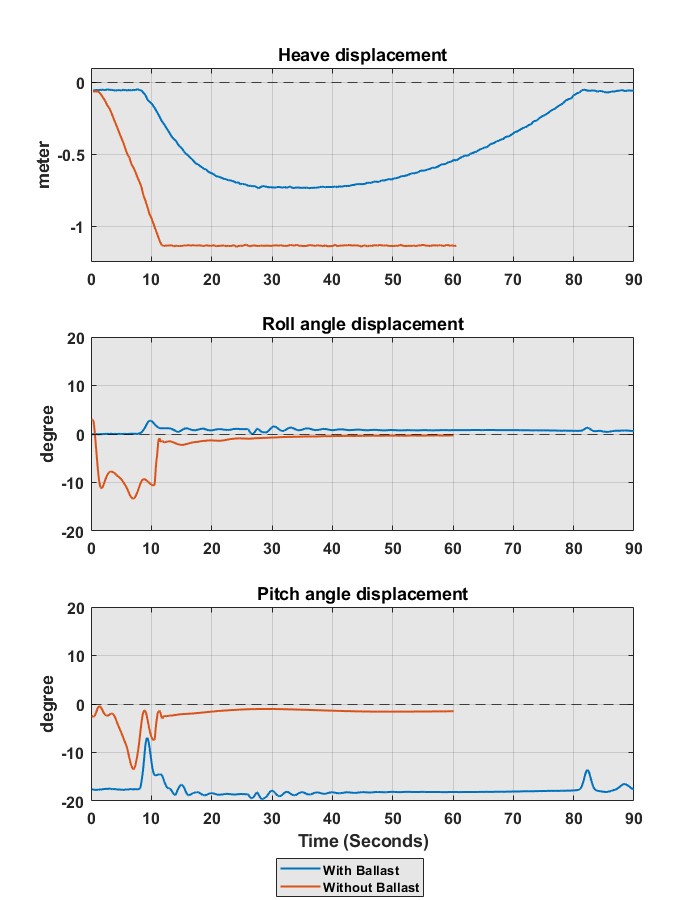 Heave displacement
0
-0.5
-1
meter
0 10 20 30 40 50 60 70 80 90
Roll angle displacement
20
10
0
-10
-20
degree
0 10 20 30 40 50 60 70 80 90
Pitch angle displacement
20
10
0
-10
-20
degree
0 10 20 30 40 50 60 70 80 90
Time (Seconds)
With Ballast
Without Ballast